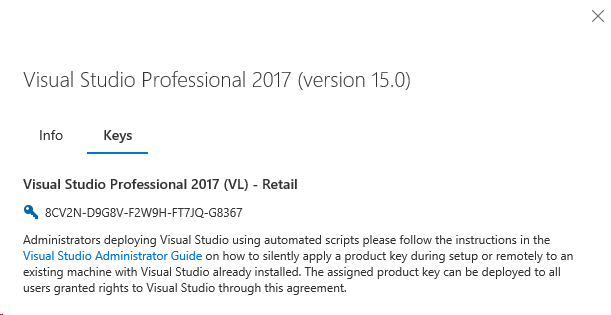 Visual Studio Professional 2017 (version 15.0)
Info Keys
Visual Studio Professional 2017 (VL) - Retail
8CV2N-D9G8V-F2W9H-FT7JQ-G8367
Administrators deploying Visual Studio using automated scripts please follow the instructions in the
Visual Studio Administrator Guide on how to silently apply a product key during setup or remotely to an
existing machine with Visual Studio already installed. The assigned product key can be deployed to all
users granted rights to Visual Studio through this agreement.